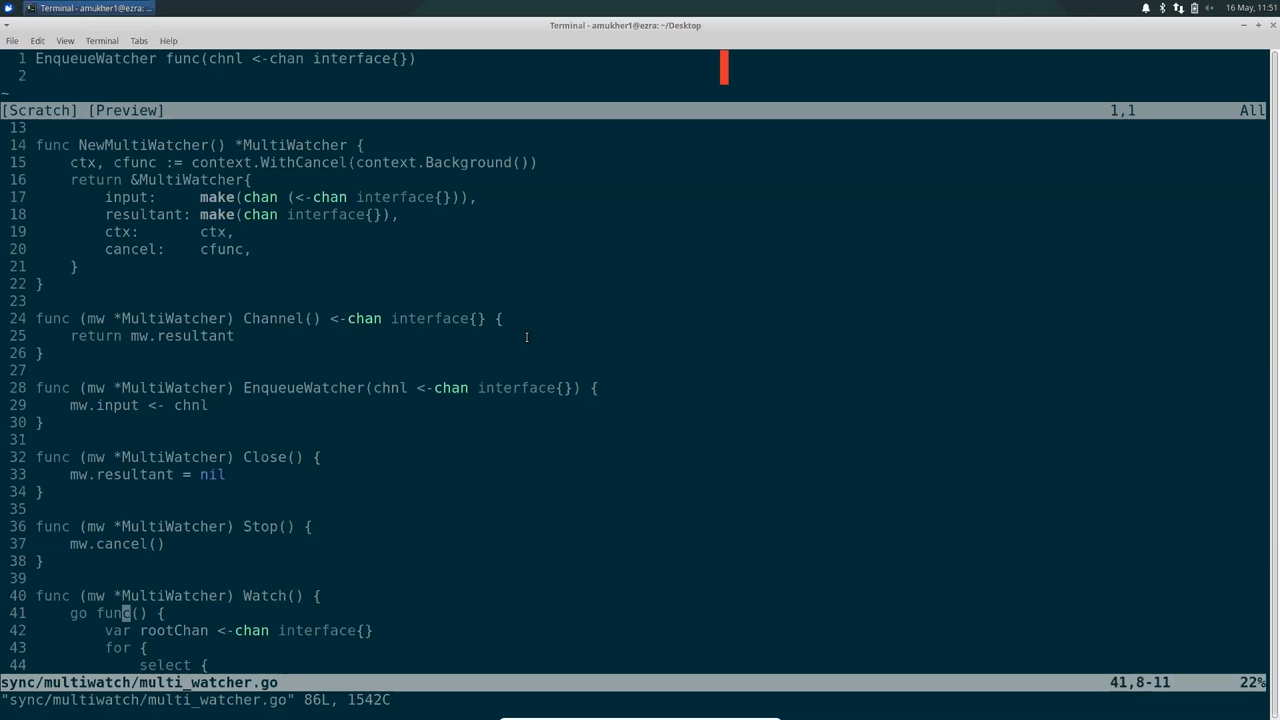 Terminal - amukher1@ezra: ...
16 May, 11:51
Terminal - amukher1@ezra: ~/Desktop
File Edit View Terminal Tabs Help
1 EnqueueWatcher func(chnl <-chan interface{})
2
~
[Scratch] [Preview] 1,1 All
13
14 func NewMultiWatcher() *MultiWatcher {
15     ctx, cfunc := context.WithCancel(context.Background())
16     return &MultiWatcher{
17         input:     make(chan (<-chan interface{})),
18         resultant: make(chan interface{}),
19         ctx:       ctx,
20         cancel:    cfunc,
21     }
22 }
23
24 func (mw *MultiWatcher) Channel() <-chan interface{} {
25     return mw.resultant
26 }
27
28 func (mw *MultiWatcher) EnqueueWatcher(chnl <-chan interface{}) {
29     mw.input <- chnl
30 }
31
32 func (mw *MultiWatcher) Close() {
33     mw.resultant = nil
34 }
35
36 func (mw *MultiWatcher) Stop() {
37     mw.cancel()
38 }
39
40 func (mw *MultiWatcher) Watch() {
41     go func() {
42         var rootChan <-chan interface{}
43         for {
44             select {
sync/multiwatch/multi_watcher.go 41,8-11 22%
"sync/multiwatch/multi_watcher.go" 86L, 1542C